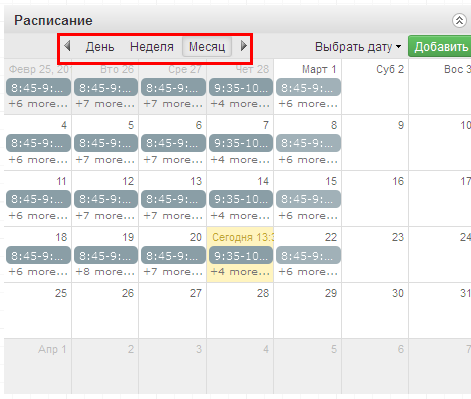 Расписание
День Неделя Месяц Выбрать дату Добавить
Февр 25, 20 Вто 26 Сре 27 Чет 28 Март 1 Суб 2 Вос 3
8:45-9:... 8:45-9:... 8:45-9:... 9:35-10... 8:45-9:...
+6 more... +7 more... +7 more... +4 more... +6 more...
4 5 6 7 8 9 10
8:45-9:... 8:45-9:... 8:45-9:... 9:35-10... 8:45-9:...
+6 more... +7 more... +7 more... +4 more... +6 more...
11 12 13 14 15 16 17
8:45-9:... 8:45-9:... 8:45-9:... 9:35-10... 8:45-9:...
+6 more... +7 more... +7 more... +4 more... +6 more...
18 19 20 Сегодня 13:3 22 23 24
8:45-9:... 8:45-9:... 8:45-9:... 9:35-10... 8:45-9:...
+6 more... +8 more... +7 more... +4 more... +6 more...
25 26 27 28 29 30 31
Апр 1 2 3 4 5 6 7